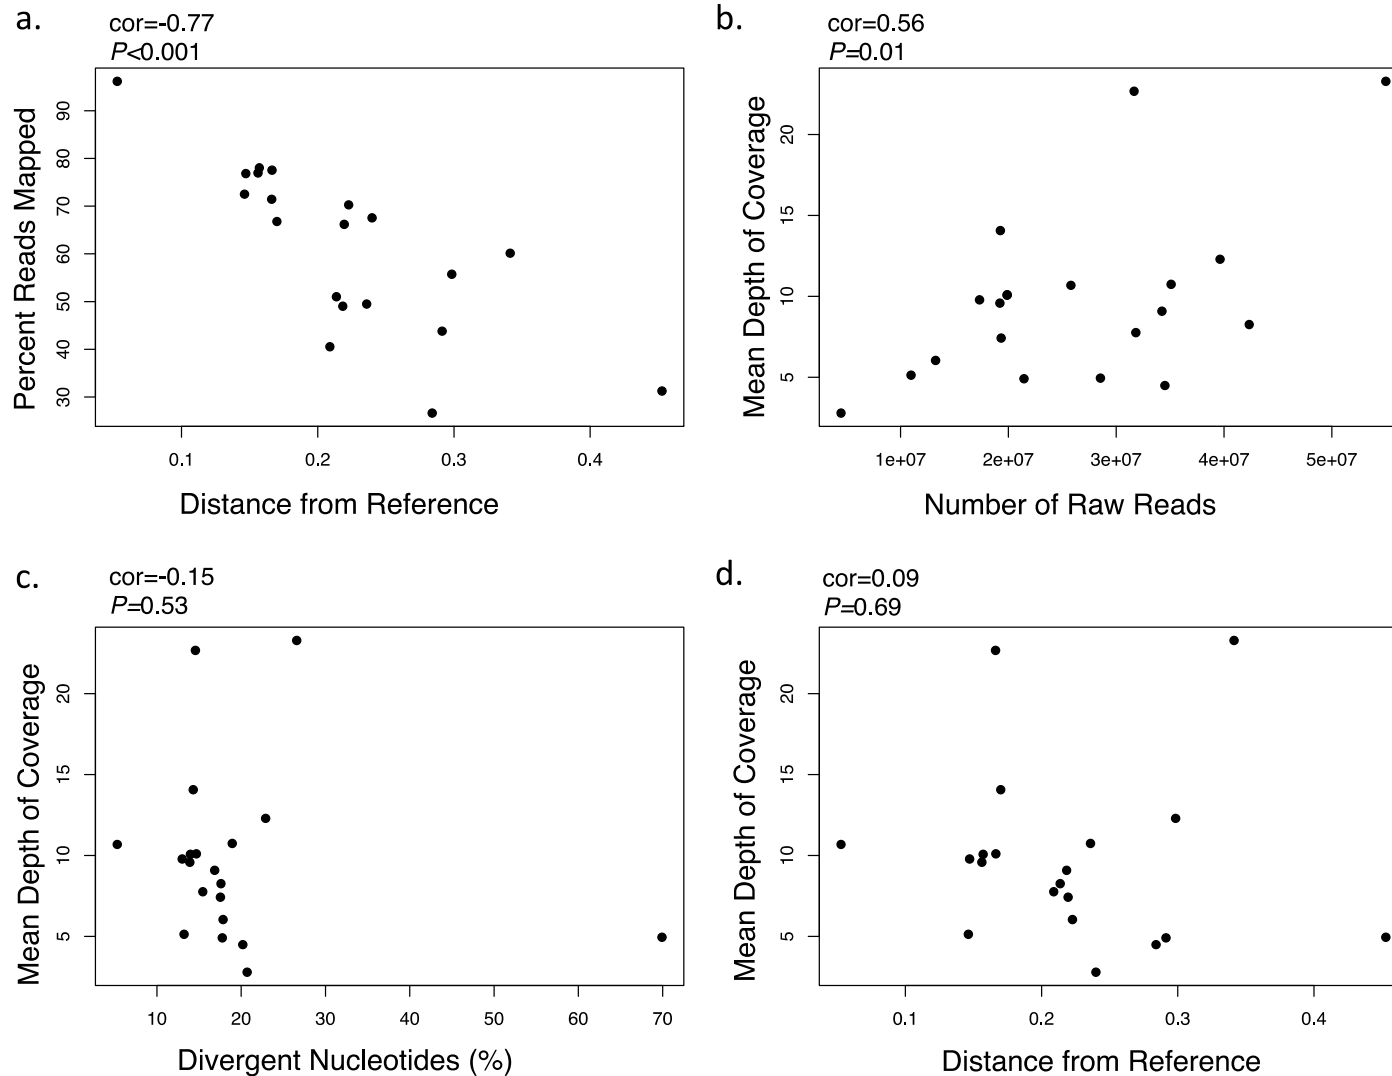 a.
cor=-0.77
P<0.001
Percent Reads Mapped
90
80
70
60
50
40
30
0.1 0.2 0.3 0.4
Distance from Reference
b.
cor=0.56
P=0.01
Mean Depth of Coverage
20
15
10
5
1e+07 2e+07 3e+07 4e+07 5e+07
Number of Raw Reads
c.
cor=-0.15
P=0.53
Mean Depth of Coverage
20
15
10
5
10 20 30 40 50 60 70
Divergent Nucleotides (%)
d.
cor=0.09
P=0.69
Mean Depth of Coverage
20
15
10
5
0.1 0.2 0.3 0.4
Distance from Reference